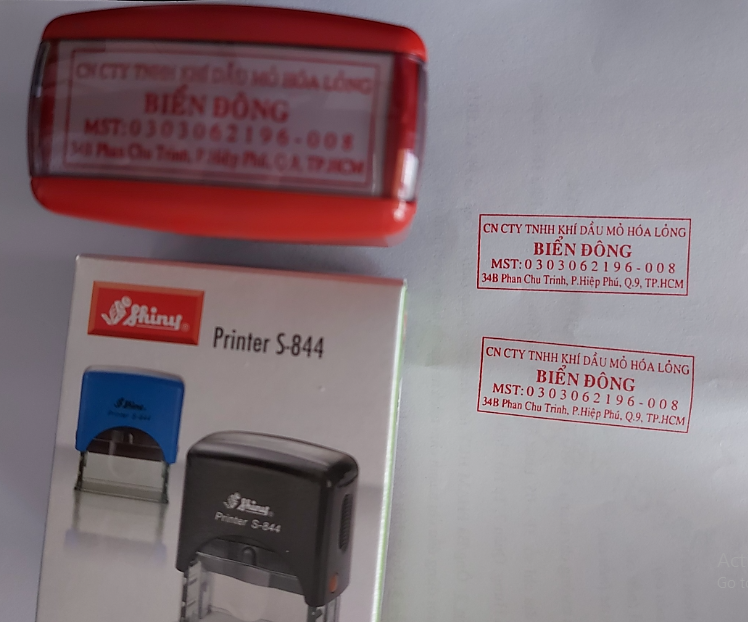 CN CTY TNHH KHÍ DẦU MỎ HÓA LỎNG
BIỂN ĐÔNG
MST: 0303062196-008
34B Phan Chu Trinh, P.Hiệp Phú, Q.9, TP.HCM
Shiny
Printer S-844
Shiny
Printer S-844
Shiny
Printer S-844
CN CTY TNHH KHÍ DẦU MỎ HÓA LỎNG
BIỂN ĐÔNG
MST: 0303062196-008
34B Phan Chu Trinh, P.Hiệp Phú, Q.9, TP.HCM
CN CTY TNHH KHÍ DẦU MỎ HÓA LỎNG
BIỂN ĐÔNG
MST: 0303062196-008
34B Phan Chu Trinh, P.Hiệp Phú, Q.9, TP.HCM